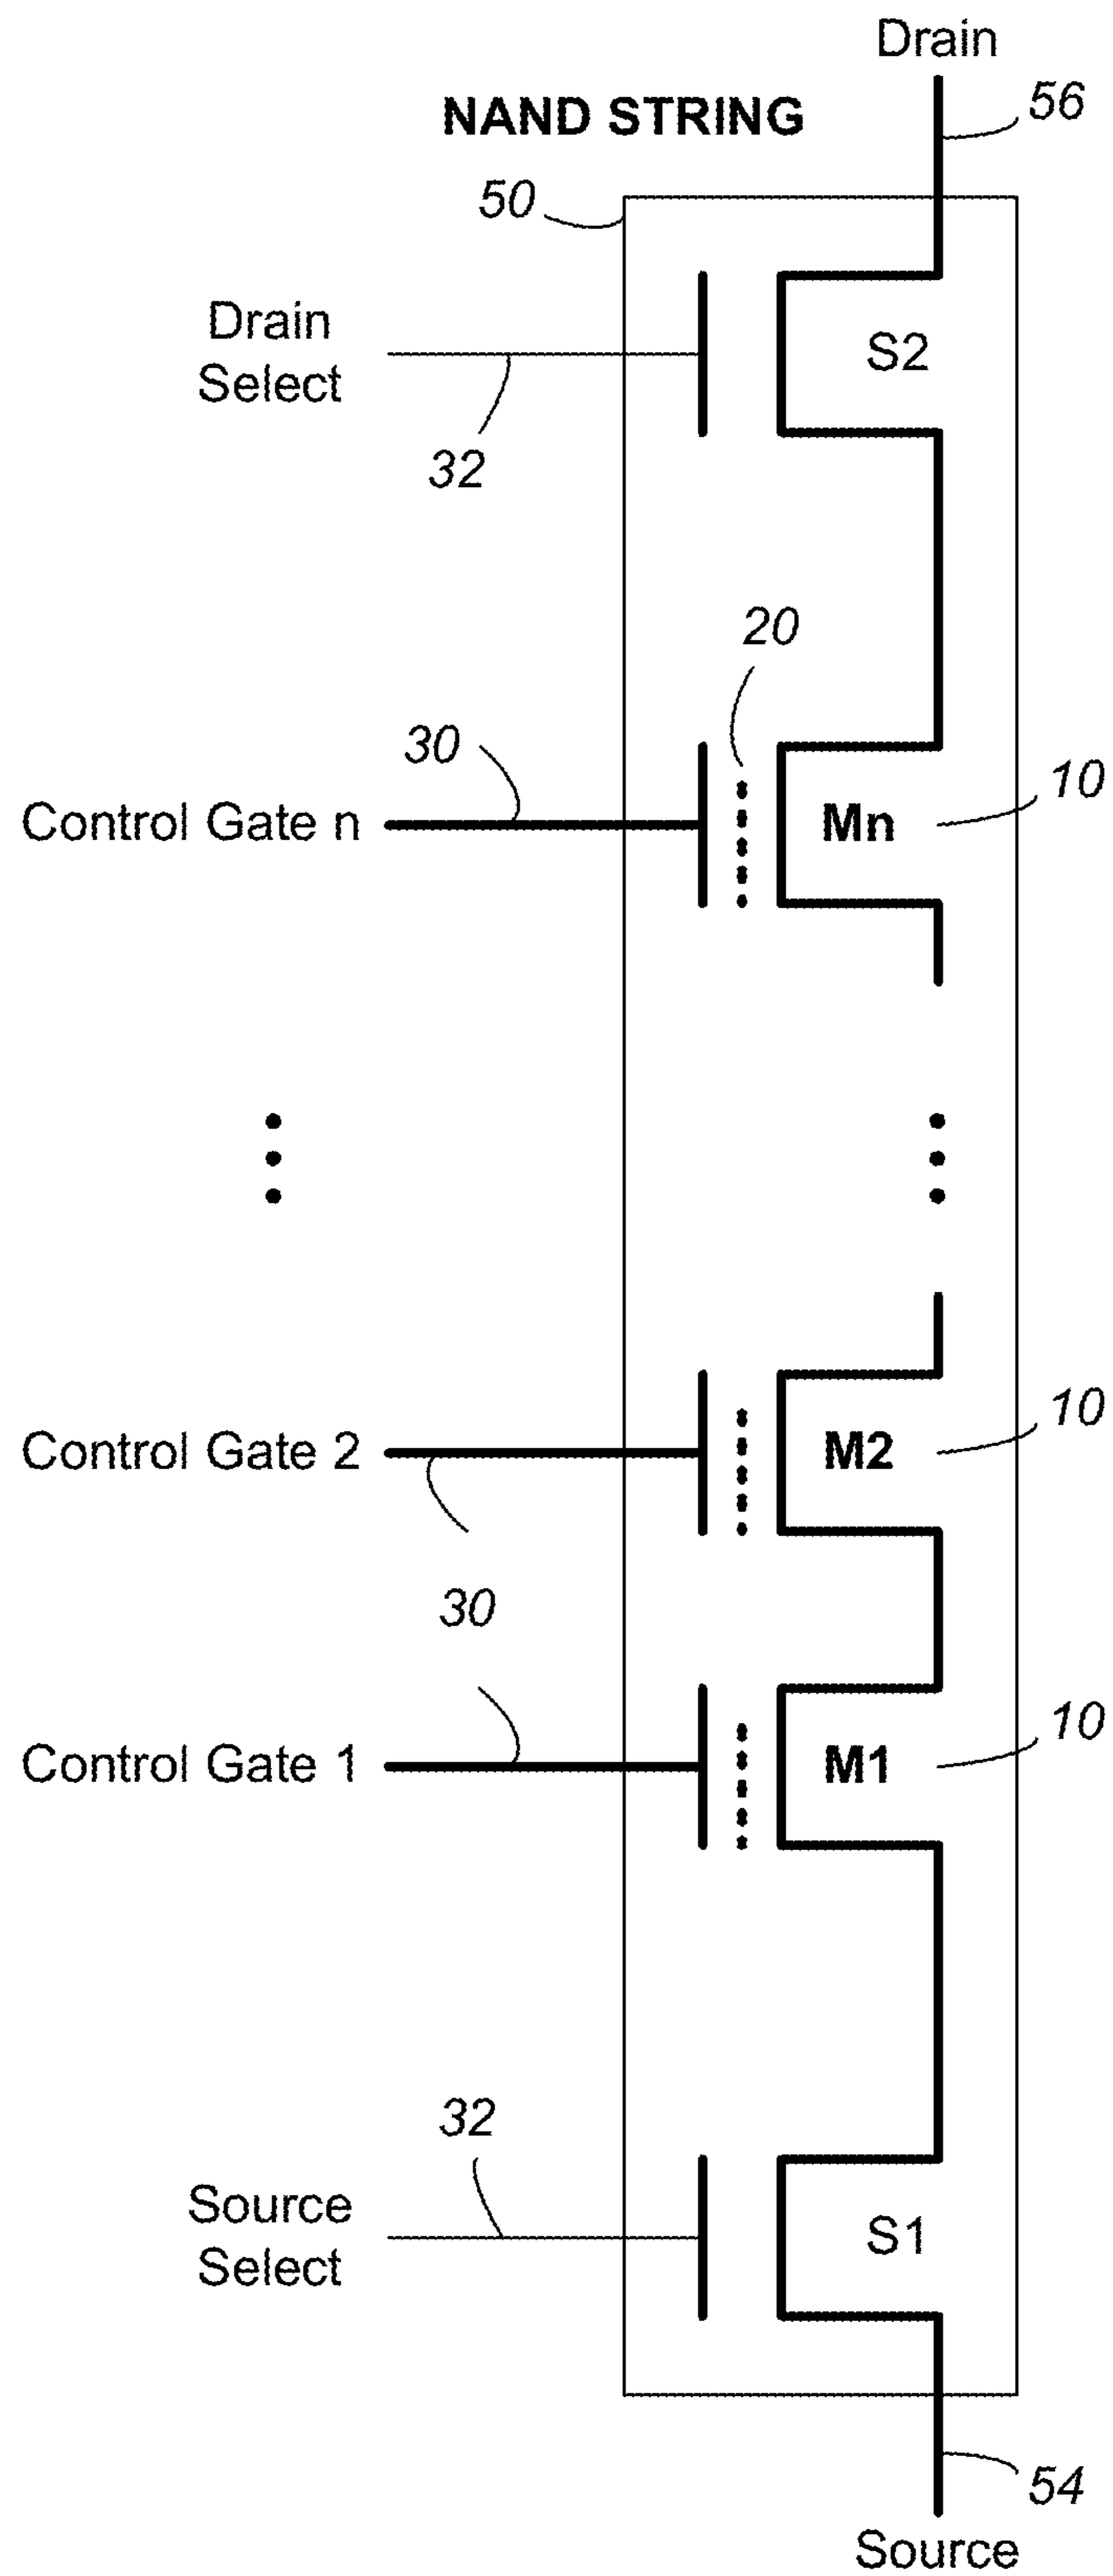 Drain
56
NAND STRING
50
Drain
Select
S2
32
20
30
10
Control Gate n
Mn
10
Control Gate 2
M2
30
10
Control Gate 1
M1
32
Source
Select
S1
54
Source